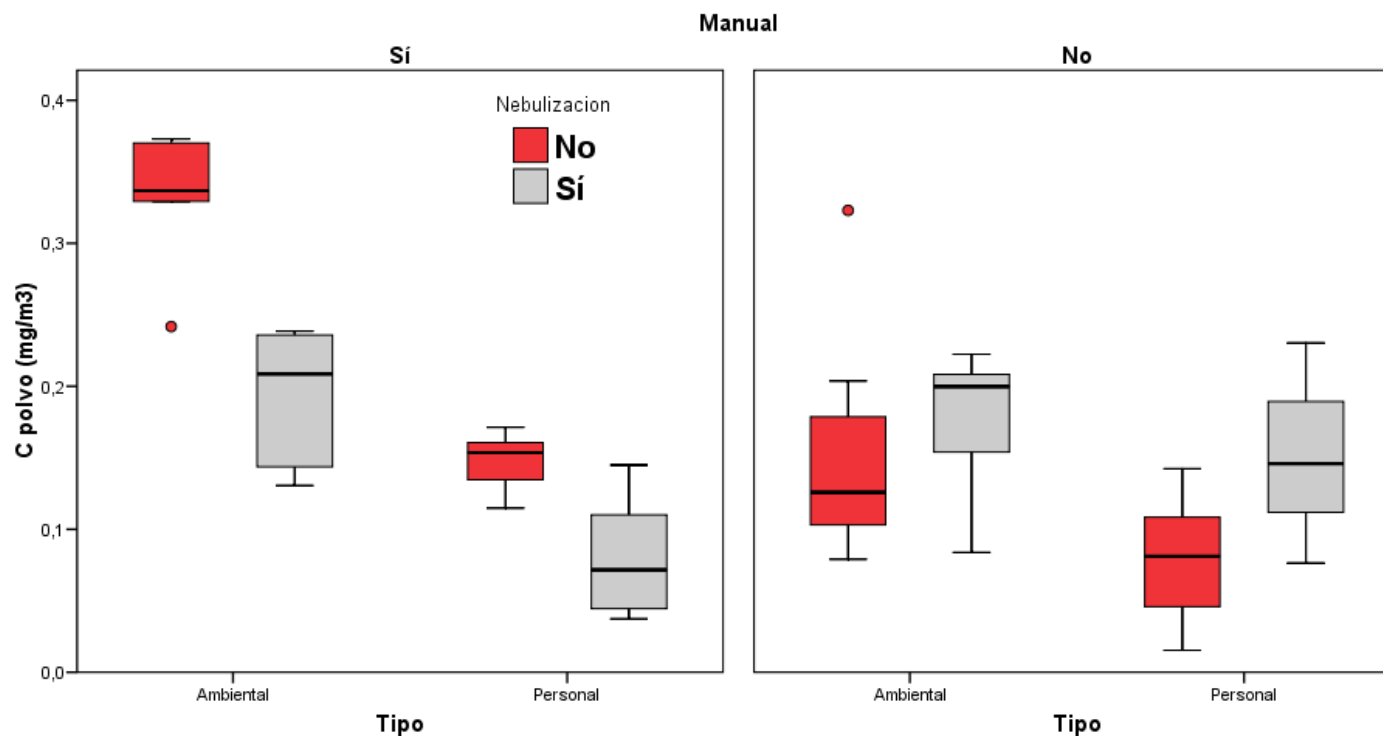 Manual
Sí
No
Nebulizacion
No
Sí
C polvo (mg/m3)
0,4
0,3
0,2
0,1
0,0
Ambiental
Personal
Ambiental
Personal
Tipo
Tipo